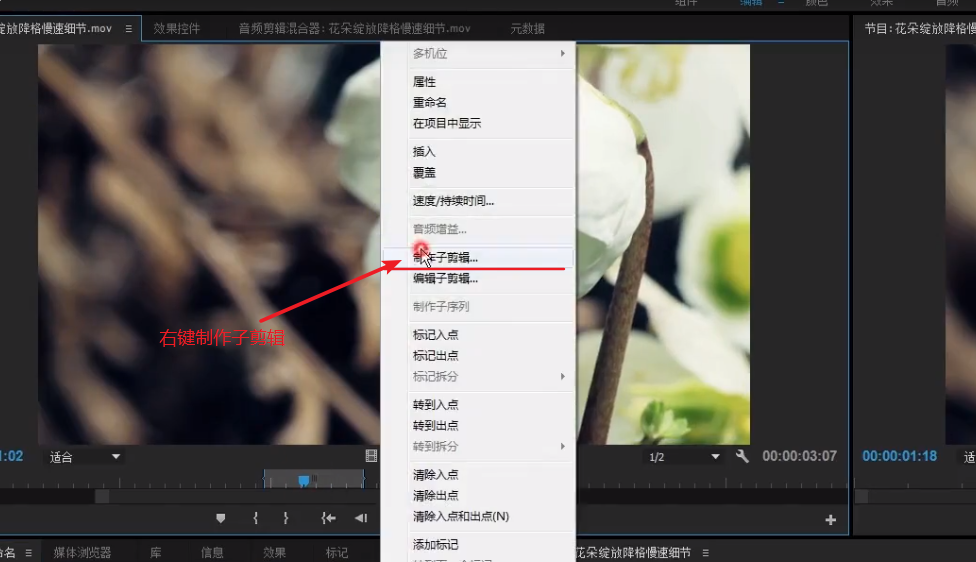 组件
编辑
颜色
效果
音频
绽放降格慢速细节.mov
效果控件
音频剪辑混合器: 花朵绽放降格慢速细节.mov
元数据
节目: 花朵绽放降格慢
多机位
属性
重命名
在项目中显示
插入
覆盖
速度/持续时间...
音频增益...
制作子剪辑...
编辑子剪辑...
制作子序列
右键制作子剪辑
标记入点
标记出点
标记拆分
转到入点
转到出点
转到拆分
清除入点
清除出点
清除入点和出点(N)
添加标记
:1:02
适合
1/2
00:00:03:07
00:00:01:18
适
命名
媒体浏览器
库
信息
效果
标记
花朵绽放降格慢速细节